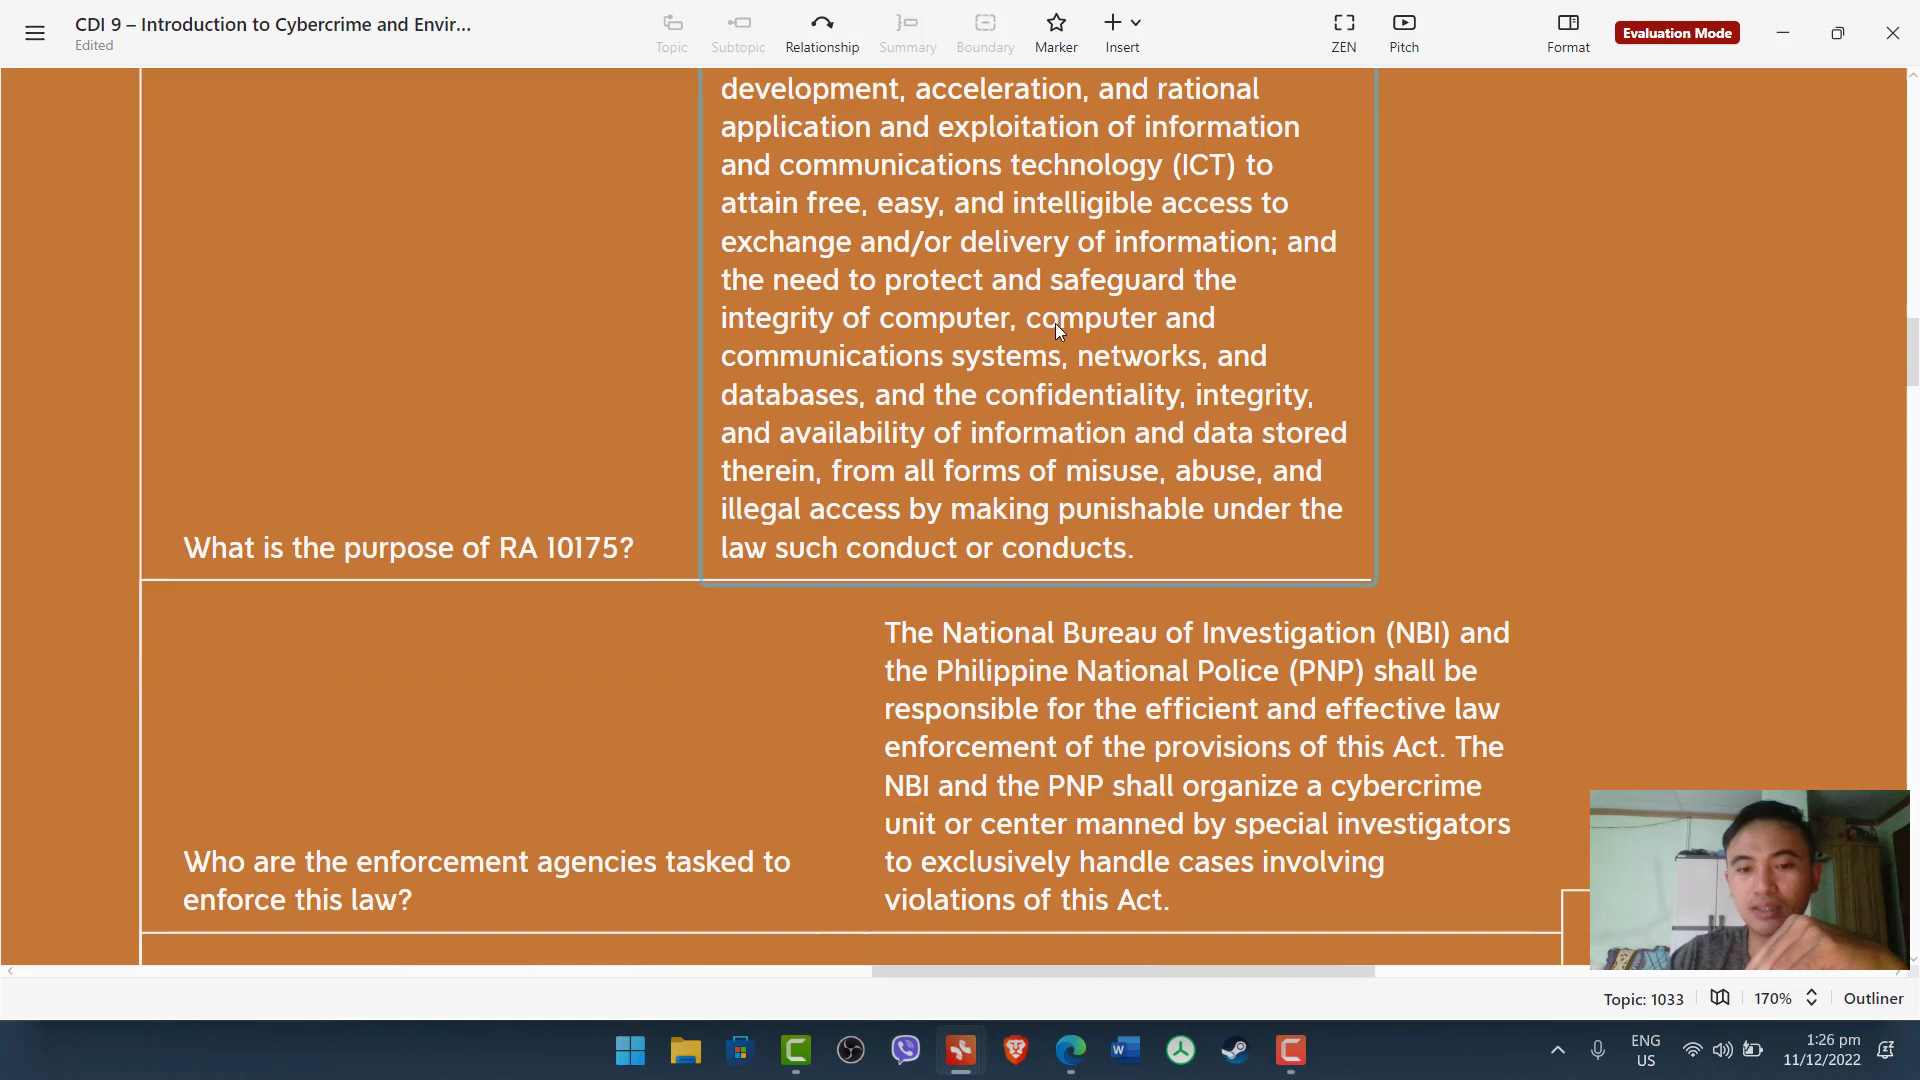 CDI 9 – Introduction to Cybercrime and Envir...
Edited
Topic
Subtopic
Relationship
Summary
Boundary
Marker
Insert
ZEN
Pitch
Format
Evaluation Mode
development, acceleration, and rational
application and exploitation of information
and communications technology (ICT) to
attain free, easy, and intelligible access to
exchange and/or delivery of information; and
the need to protect and safeguard the
integrity of computer, computer and
communications systems, networks, and
databases, and the confidentiality, integrity,
and availability of information and data stored
therein, from all forms of misuse, abuse, and
illegal access by making punishable under the
law such conduct or conducts.
What is the purpose of RA 10175?
The National Bureau of Investigation (NBI) and
the Philippine National Police (PNP) shall be
responsible for the efficient and effective law
enforcement of the provisions of this Act. The
NBI and the PNP shall organize a cybercrime
unit or center manned by special investigators
to exclusively handle cases involving
violations of this Act.
Who are the enforcement agencies tasked to
enforce this law?
Topic: 1033
170%
Outliner
ENG
US
1:26 pm
11/12/2022